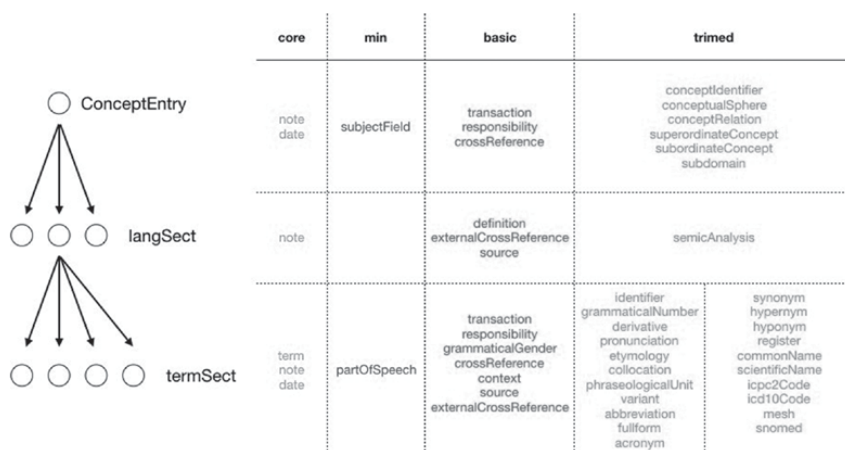 core min basic trimed
ConceptEntry
note
date
subjectField
transaction
responsibility
crossReference
conceptIdentifier
conceptualSphere
conceptRelation
superordinateConcept
subordinateConcept
subdomain
langSect
note
definition
externalCrossReference
source
semicAnalysis
termSect
term
note
date
partOfSpeech
transaction
responsibility
grammaticalGender
crossReference
context
source
externalCrossReference
identifier
grammaticalNumber
derivative
pronunciation
etymology
collocation
phraseologicalUnit
variant
abbreviation
fullform
acronym
synonym
hypernym
hyponym
register
commonName
scientificName
icpc2Code
icd10Code
mesh
snomed